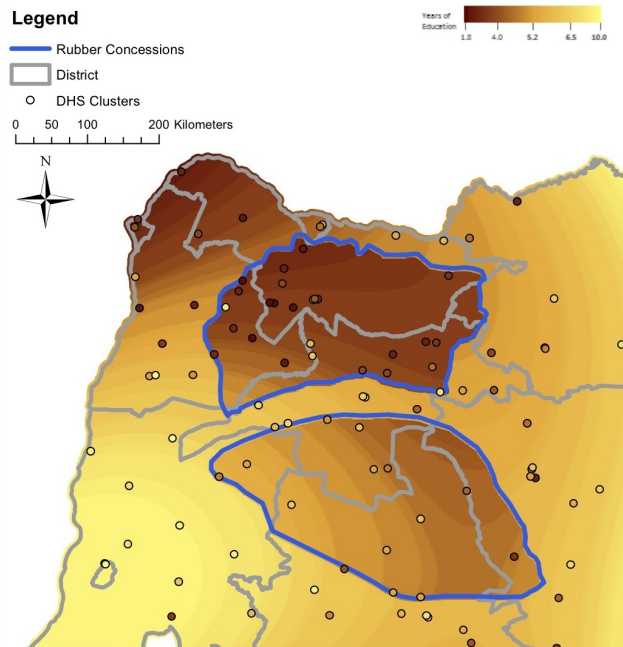 Legend
Rubber Concessions
District
DHS Clusters
0 50 100 200 Kilometers
N
Years of
Education
1.8 4.0 5.2 6.5 10.0